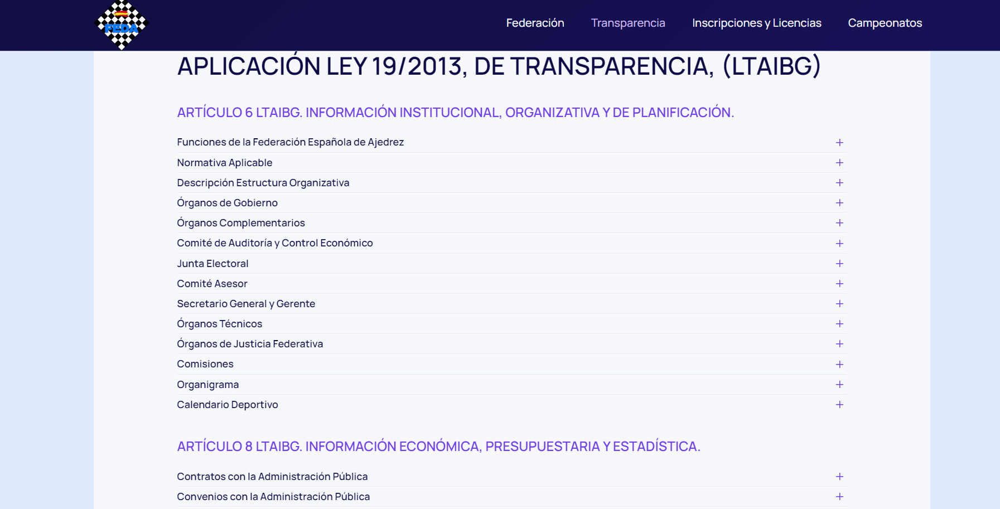 FEDA
Federación
Transparencia
Inscripciones y Licencias
Campeonatos
APLICACIÓN LEY 19/2013, DE TRANSPARENCIA, (LTAIBG)
ARTÍCULO 6 LTAIBG. INFORMACIÓN INSTITUCIONAL, ORGANIZATIVA Y DE PLANIFICACIÓN.
Funciones de la Federación Española de Ajedrez
Normativa Aplicable
Descripción Estructura Organizativa
Órganos de Gobierno
Órganos Complementarios
Comité de Auditoría y Control Económico
Junta Electoral
Comité Asesor
Secretario General y Gerente
Órganos Técnicos
Órganos de Justicia Federativa
Comisiones
Organigrama
Calendario Deportivo
ARTÍCULO 8 LTAIBG. INFORMACIÓN ECONÓMICA, PRESUPUESTARIA Y ESTADÍSTICA.
Contratos con la Administración Pública
Convenios con la Administración Pública